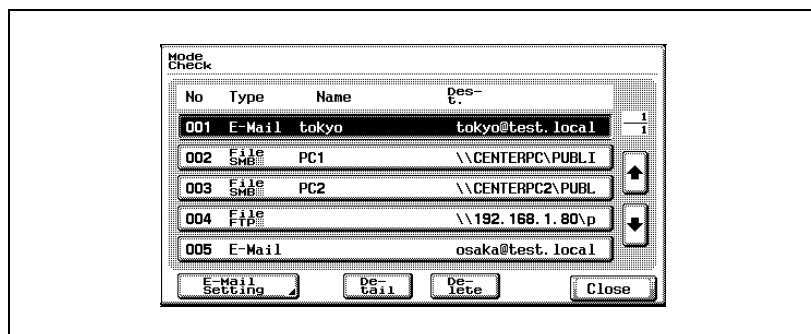 Mode
Check
No Type Name Des-
t.
001 E-Mail tokyo tokyo@test.local
1
1
002 File
SMB PC1 \\CENTERPC\PUBLI
003 File
SMB PC2 \\CENTERPC2\PUBL
004 File
FTP \\192.168.1.80\p
005 E-Mail osaka@test.local
E-Mail
Setting
De-
tail
De-
lete
Close